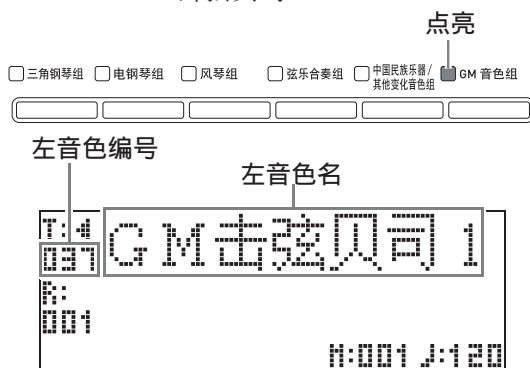 点亮
三角钢琴组 电钢琴组 风琴组 弦乐合奏组 中国民族乐器/ GM 音色组
其他变化音色组
左音色编号
左音色名
T:4
037 GM击弦贝司 1
R:
001
M:001 ♩:120